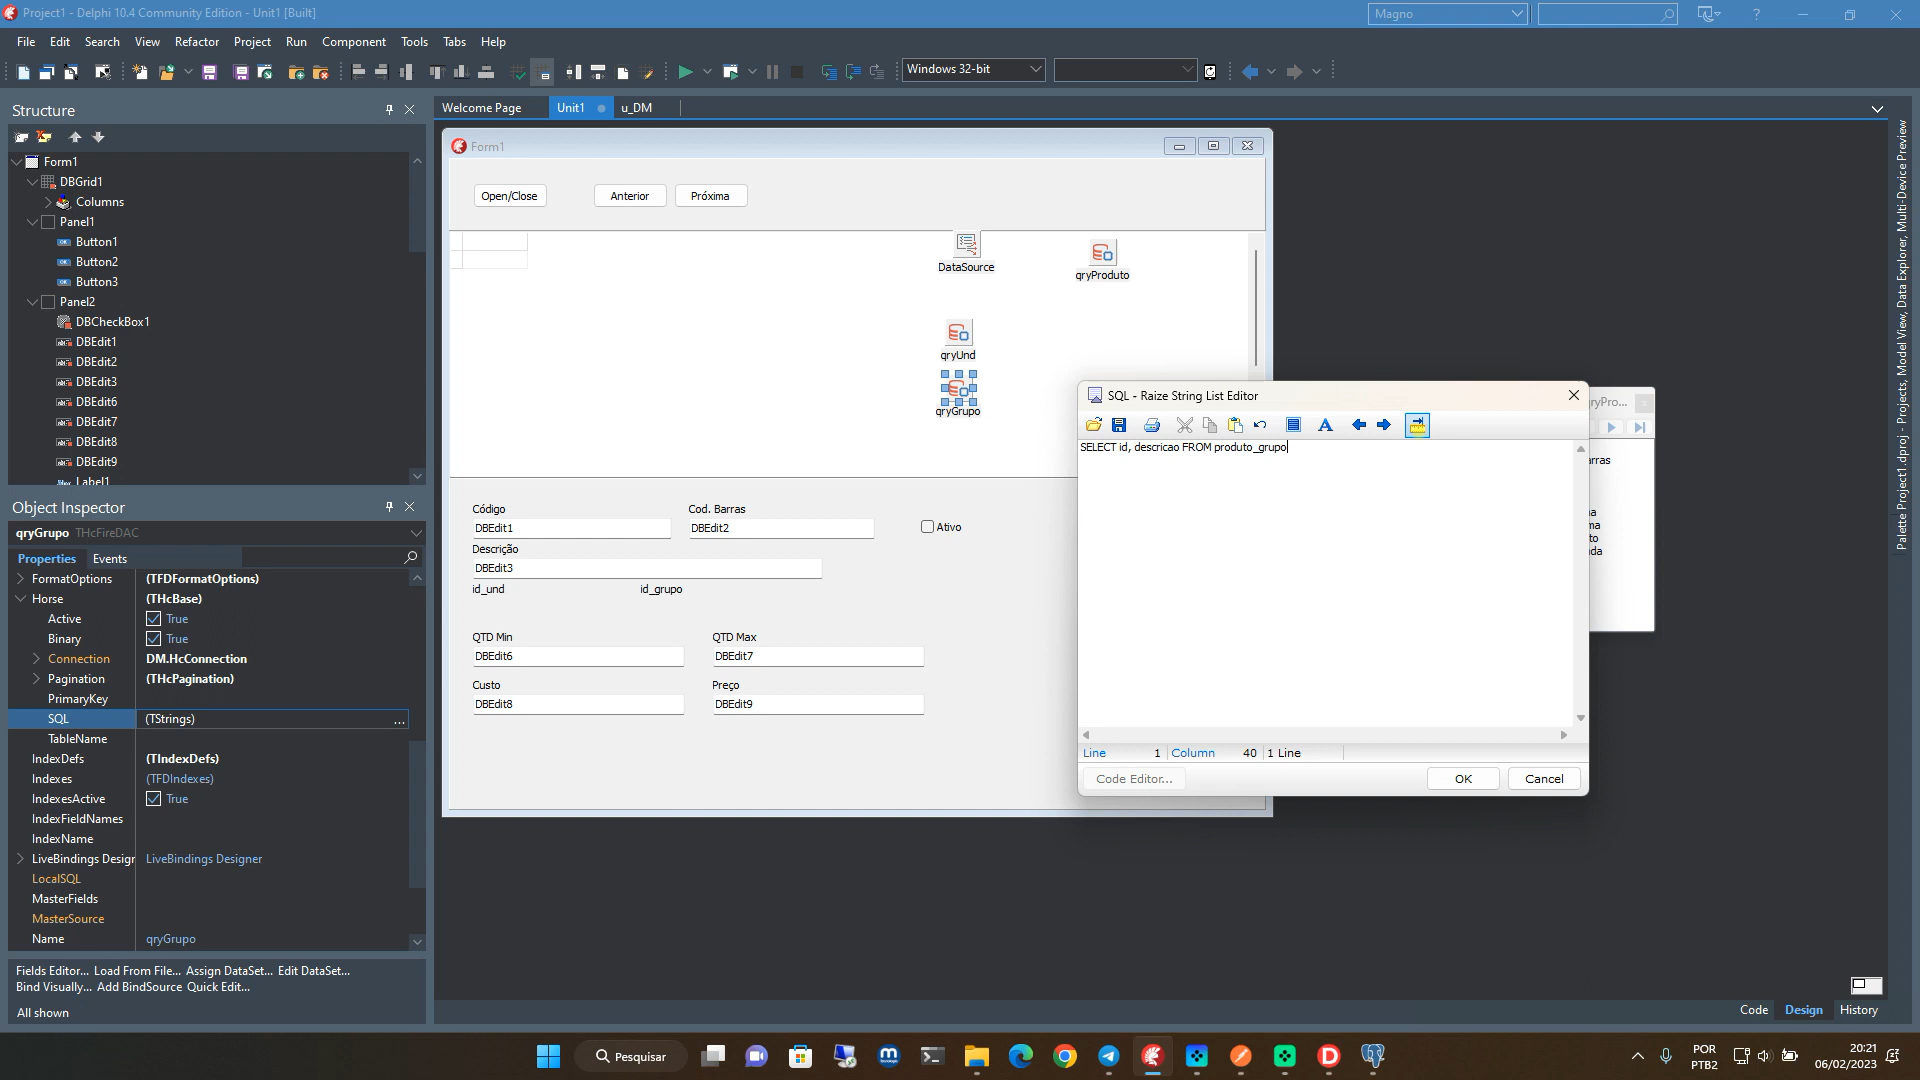 Project1 - Delphi 10.4 Community Edition - Unit1 [Built]
Magno
File Edit Search View Refactor Project Run Component Tools Tabs Help
Windows 32-bit
Structure
Welcome Page Unit1 u_DM
Form1
DBGrid1
Columns
Panel1
Button1
Button2
Button3
Panel2
DBCheckBox1
DBEdit1
DBEdit2
DBEdit3
DBEdit6
DBEdit7
DBEdit8
DBEdit9
Label1
Object Inspector
qryGrupo THcFireDAC
Properties Events
FormatOptions (TFDFormatOptions)
Horse (THcBase)
Active True
Binary True
Connection DM.HcConnection
Pagination (THcPagination)
PrimaryKey
SQL (TStrings) ...
TableName
IndexDefs (TIndexDefs)
Indexes (TFDIndexes)
IndexesActive True
IndexFieldNames
IndexName
LiveBindings Desigr LiveBindings Designer
LocalSQL
MasterFields
MasterSource
Name qryGrupo
Fields Editor... Load From File... Assign DataSet... Edit DataSet...
Bind Visually... Add BindSource Quick Edit...
All shown
Form1
Open/Close Anterior Próxima
DataSource
qryProduto
qryUnd
qryGrupo
Código Cod. Barras
DBEdit1 DBEdit2 Ativo
Descrição
DBEdit3
id_und id_grupo
QTD Min QTD Max
DBEdit6 DBEdit7
Custo Preço
DBEdit8 DBEdit9
SQL - Raize String List Editor
SELECT id, descricao FROM produto_grupo
Line 1 Column 40 1 Line
Code Editor... OK Cancel
ryPro...
arras
na
ma
to
ida
Palette Project1.dproj - Projects, Model View, Data Explorer, Multi-Device Preview
Code Design History
Pesquisar
POR
PTB2
20:21
06/02/2023